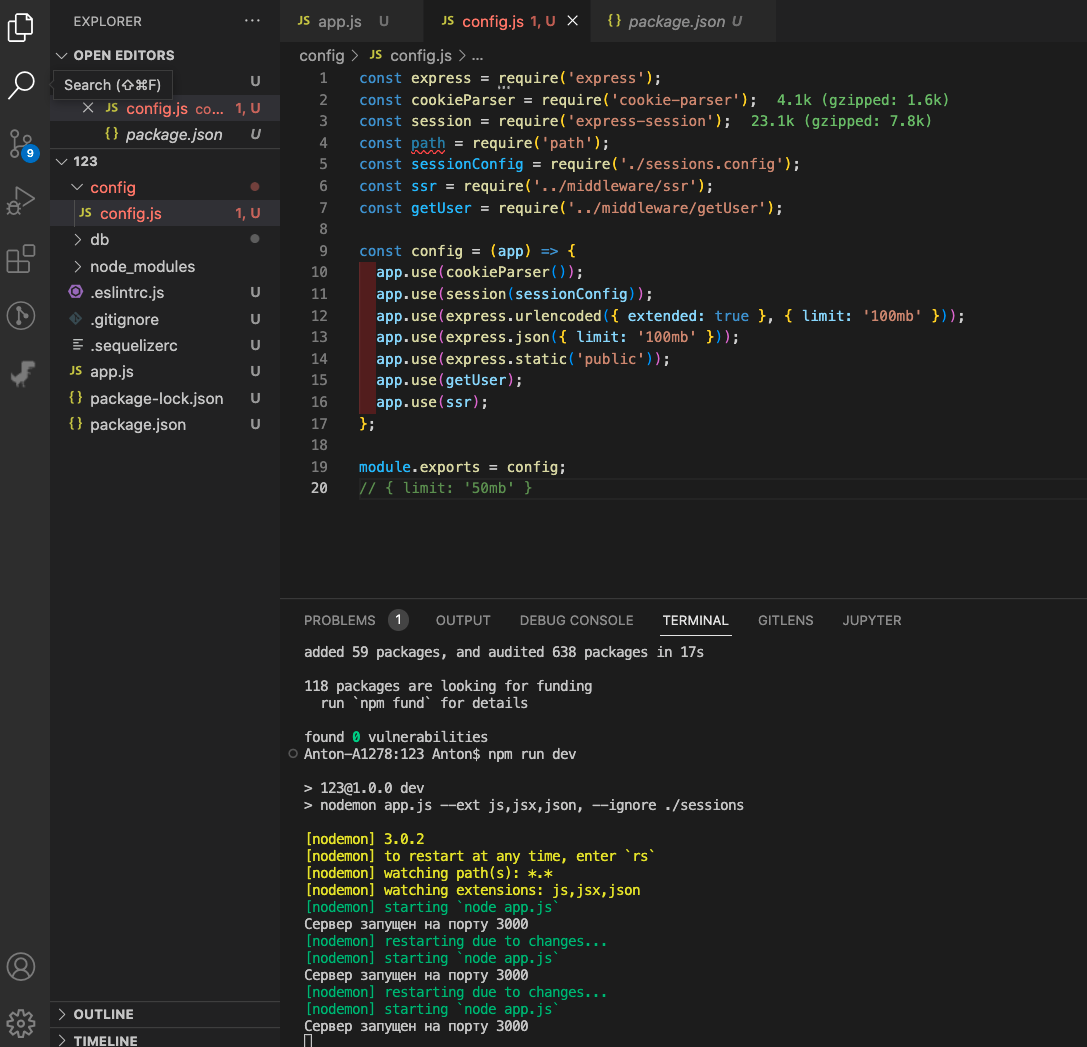 EXPLORER
OPEN EDITORS
U
Search (⇧⌘F)
JS config.js co... 1, U
{} package.json U
123
config
JS config.js 1, U
db
node_modules
.eslintrc.js U
.gitignore U
.sequelizerc U
JS app.js U
{} package-lock.json U
{} package.json U
OUTLINE
TIMELINE
9
JS app.js U
JS config.js 1, U
{} package.json U
config > JS config.js > ...
1 const express = require('express');
2 const cookieParser = require('cookie-parser'); 4.1k (gzipped: 1.6k)
3 const session = require('express-session'); 23.1k (gzipped: 7.8k)
4 const path = require('path');
5 const sessionConfig = require('./sessions.config');
6 const ssr = require('../middleware/ssr');
7 const getUser = require('../middleware/getUser');
8
9 const config = (app) => {
10 app.use(cookieParser());
11 app.use(session(sessionConfig));
12 app.use(express.urlencoded({ extended: true }, { limit: '100mb' }));
13 app.use(express.json({ limit: '100mb' }));
14 app.use(express.static('public'));
15 app.use(getUser);
16 app.use(ssr);
17 };
18
19 module.exports = config;
20 // { limit: '50mb' }
PROBLEMS 1 OUTPUT DEBUG CONSOLE TERMINAL GITLENS JUPYTER
added 59 packages, and audited 638 packages in 17s
118 packages are looking for funding
run `npm fund` for details
found 0 vulnerabilities
Anton-A1278:123 Anton$ npm run dev
> 123@1.0.0 dev
> nodemon app.js --ext js,jsx,json, --ignore ./sessions
[nodemon] 3.0.2
[nodemon] to restart at any time, enter `rs`
[nodemon] watching path(s): *.*
[nodemon] watching extensions: js,jsx,json
[nodemon] starting `node app.js`
Сервер запущен на порту 3000
[nodemon] restarting due to changes...
[nodemon] starting `node app.js`
Сервер запущен на порту 3000
[nodemon] restarting due to changes...
[nodemon] starting `node app.js`
Сервер запущен на порту 3000